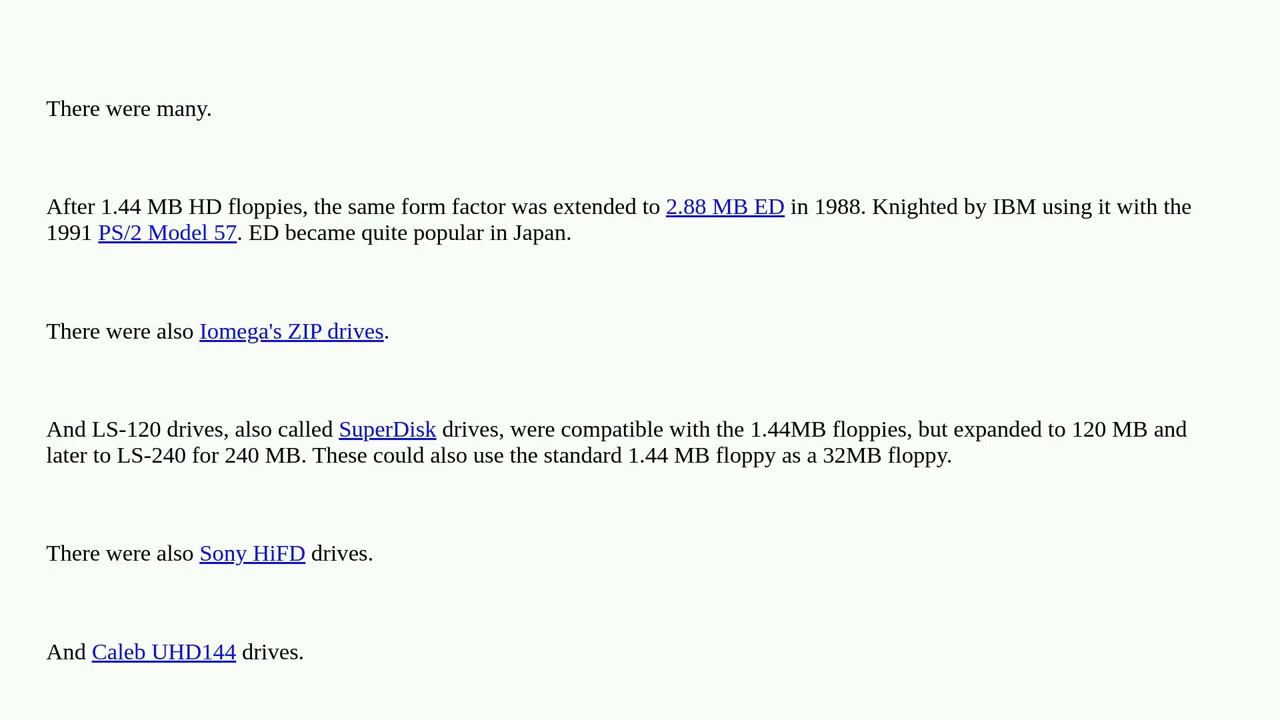 There were many.
After 1.44 MB HD floppies, the same form factor was extended to 2.88 MB ED in 1988. Knighted by IBM using it with the
1991 PS/2 Model 57. ED became quite popular in Japan.
There were also Iomega's ZIP drives.
And LS-120 drives, also called SuperDisk drives, were compatible with the 1.44MB floppies, but expanded to 120 MB and
later to LS-240 for 240 MB. These could also use the standard 1.44 MB floppy as a 32MB floppy.
There were also Sony HiFD drives.
And Caleb UHD144 drives.